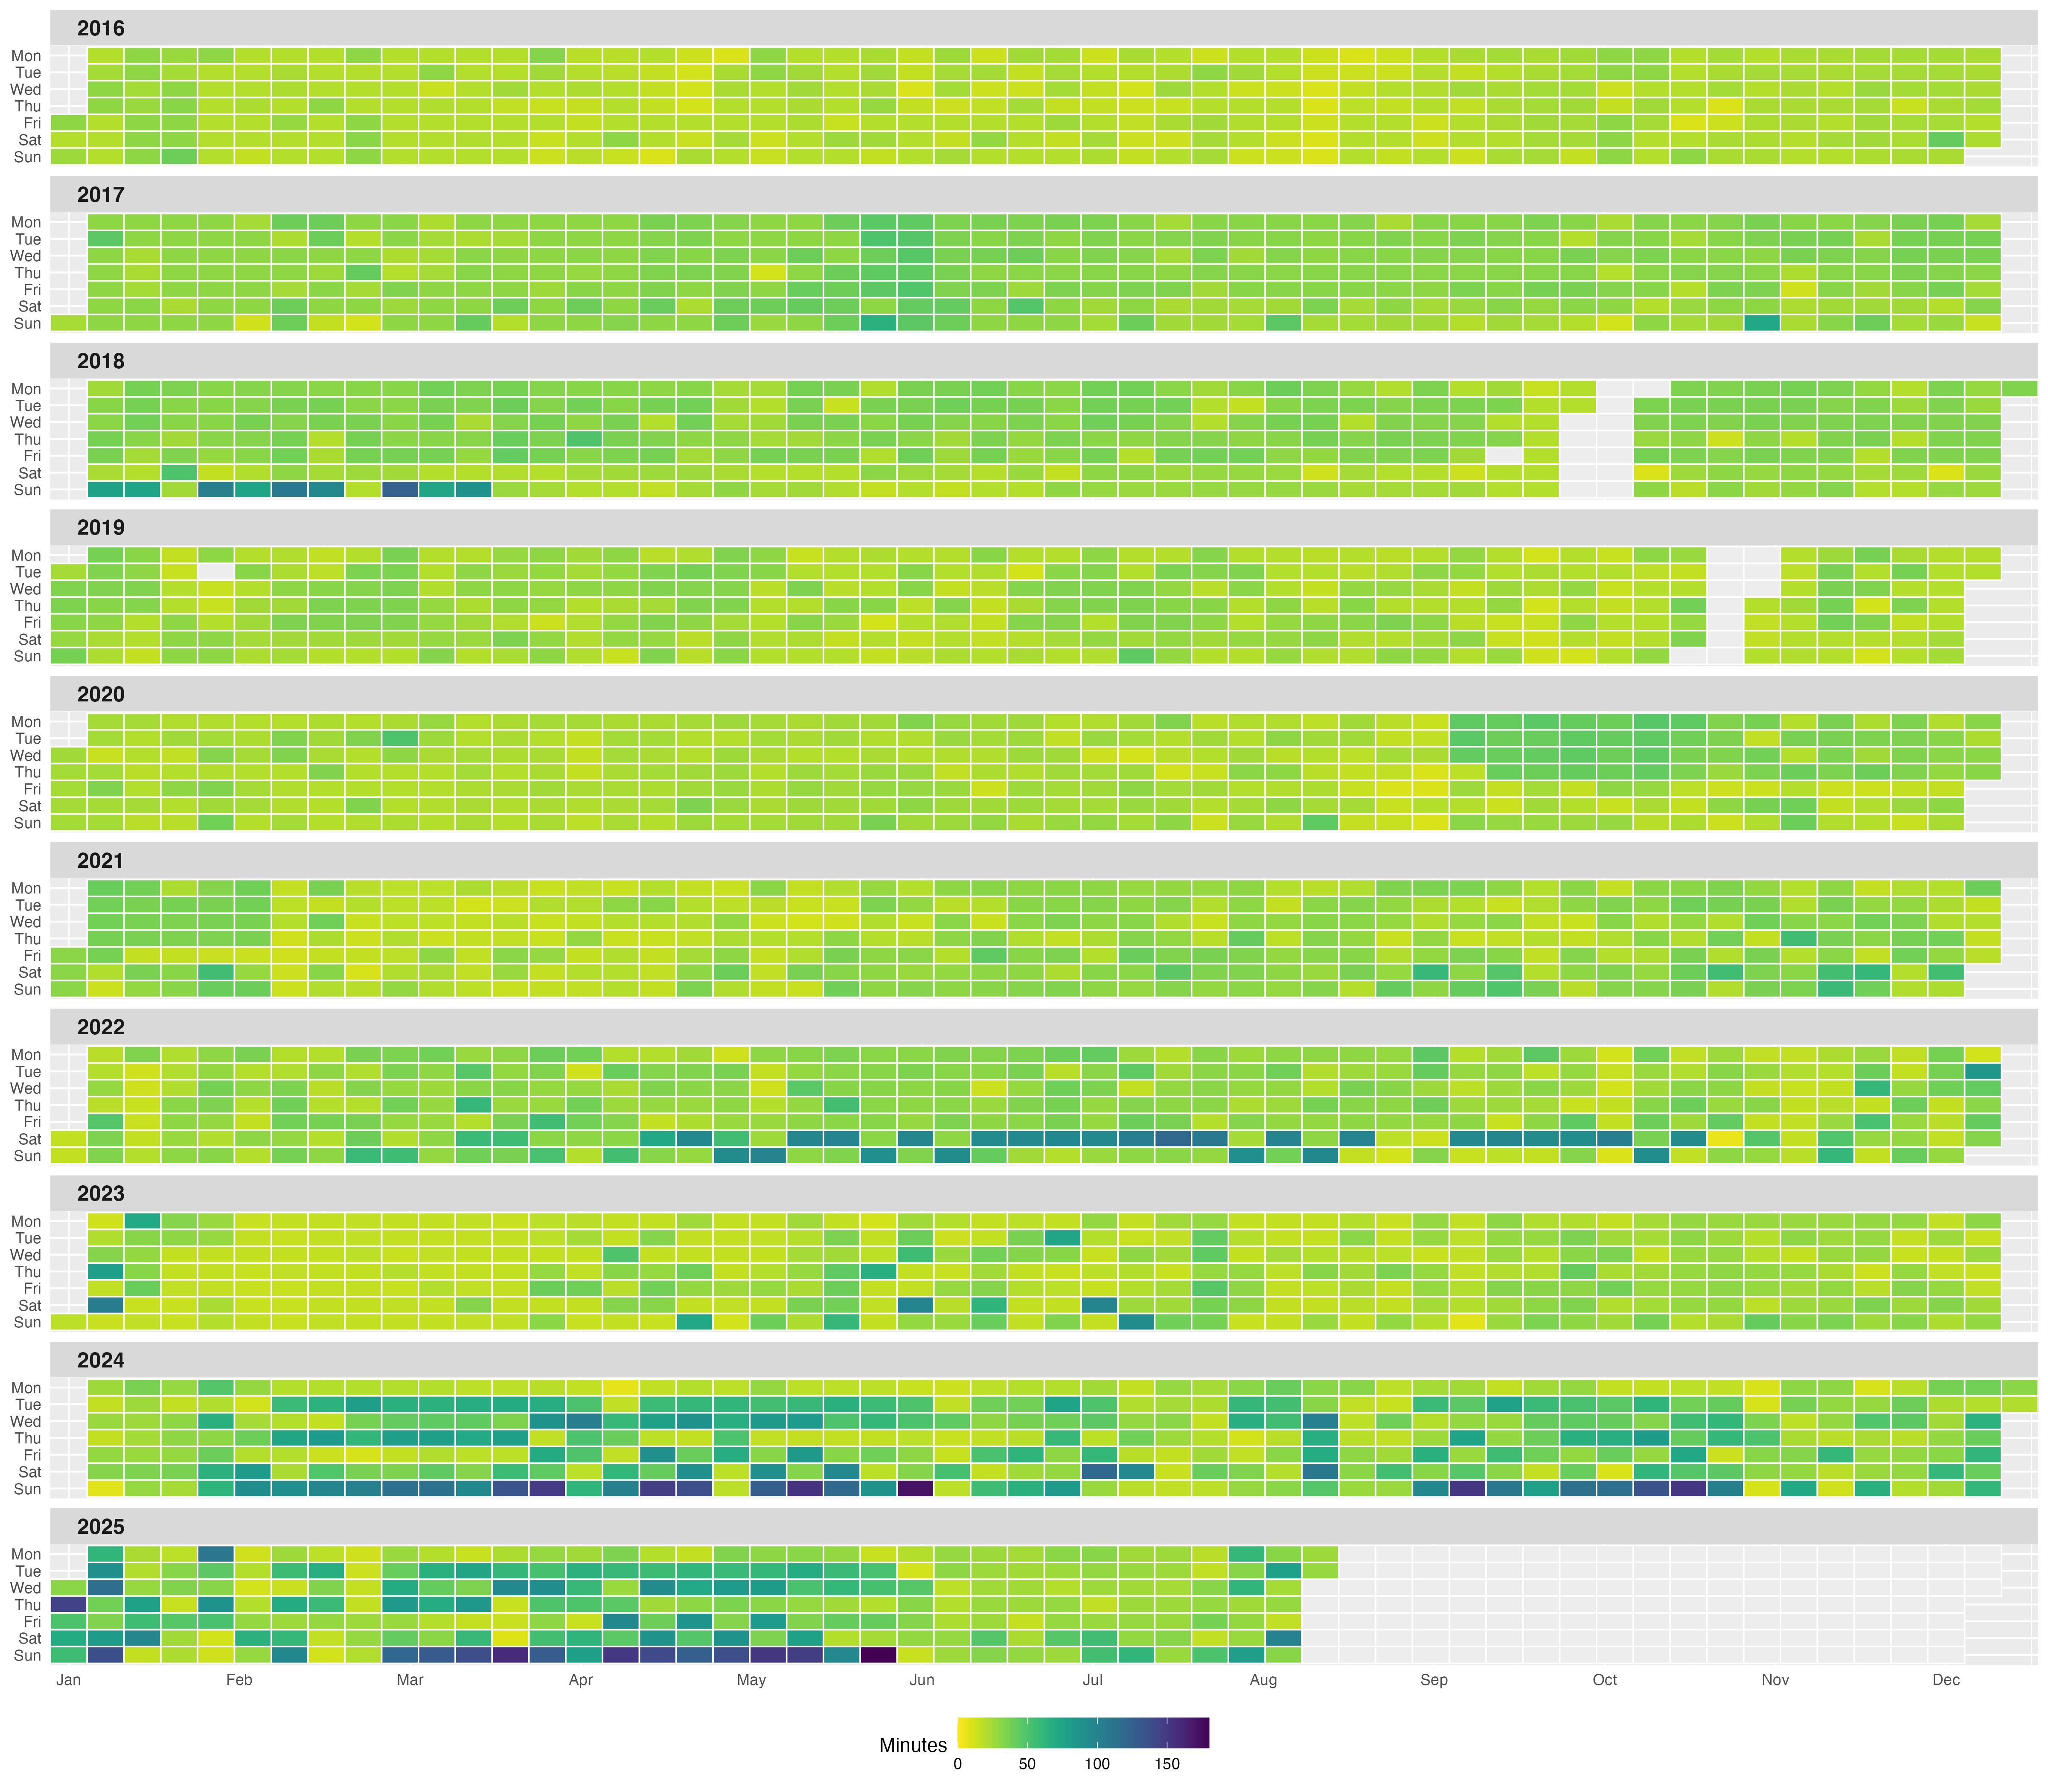 2016
Mon
Tue
Wed
Thu
Fri
Sat
Sun
2017
Mon
Tue
Wed
Thu
Fri
Sat
Sun
2018
Mon
Tue
Wed
Thu
Fri
Sat
Sun
2019
Mon
Tue
Wed
Thu
Fri
Sat
Sun
2020
Mon
Tue
Wed
Thu
Fri
Sat
Sun
2021
Mon
Tue
Wed
Thu
Fri
Sat
Sun
2022
Mon
Tue
Wed
Thu
Fri
Sat
Sun
2023
Mon
Tue
Wed
Thu
Fri
Sat
Sun
2024
Mon
Tue
Wed
Thu
Fri
Sat
Sun
2025
Mon
Tue
Wed
Thu
Fri
Sat
Sun
Jan Feb Mar Apr May Jun Jul Aug Sep Oct Nov Dec
Minutes
0 50 100 150